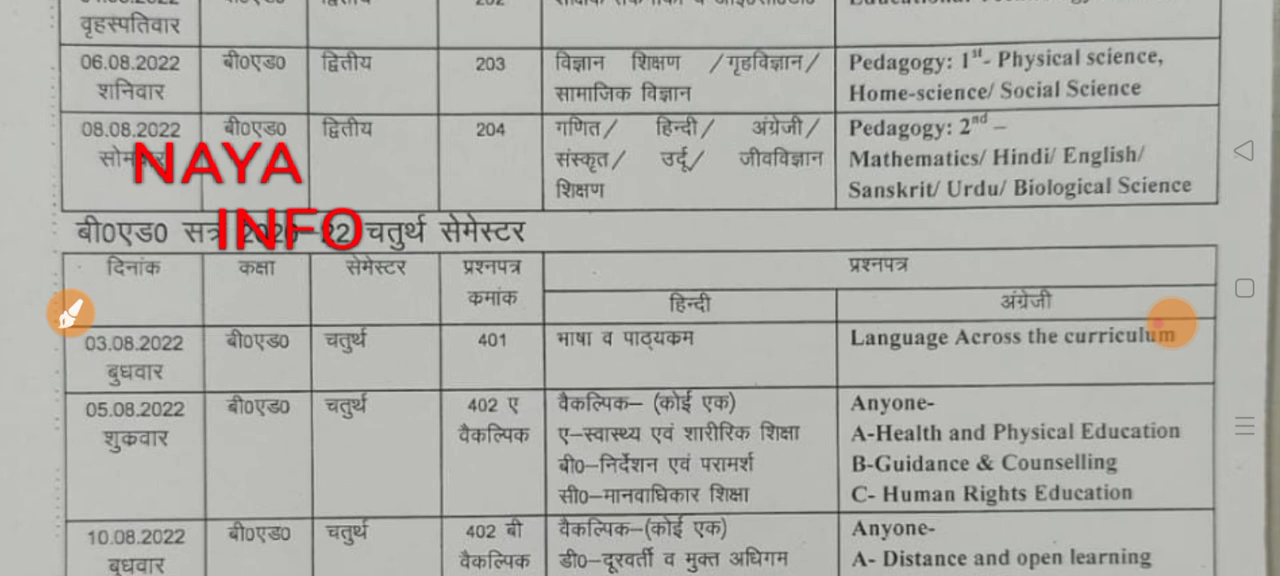 वृहस्पतिवार
202
06.08.2022 बी0एड0 द्वितीय 203 विज्ञान शिक्षण /गृहविज्ञान/ Pedagogy: 1st- Physical science,
शनिवार सामाजिक विज्ञान Home-science/ Social Science
08.08.2022 बी0एड0 द्वितीय 204 गणित/ हिन्दी/ अंग्रेजी/ Pedagogy: 2nd –
संस्कृत/ उर्दू/ जीवविज्ञान Mathematics/ Hindi/ English/
शिक्षण Sanskrit/ Urdu/ Biological Science
NAYA
INFO
बी0एड0 सत्र चतुर्थ सेमेस्टर
दिनांक कक्षा सेमेस्टर प्रश्नपत्र प्रश्नपत्र
कमांक हिन्दी अंग्रेजी
03.08.2022 बी0एड0 चतुर्थ 401 भाषा व पाठ्यकम Language Across the curriculum
बुधवार
05.08.2022 बी0एड0 चतुर्थ 402 ए वैकल्पिक– (कोई एक) Anyone-
शुकवार वैकल्पिक ए–स्वास्थ्य एवं शारीरिक शिक्षा A-Health and Physical Education
बी0–निर्देशन एवं परामर्श B-Guidance & Counselling
सी0–मानवाधिकार शिक्षा C- Human Rights Education
10.08.2022 बी0एड0 चतुर्थ 402 बी वैकल्पिक–(कोई एक) Anyone-
बुधवार वैकल्पिक डी0–दूरवर्ती व मुक्त अधिगम A- Distance and open learning